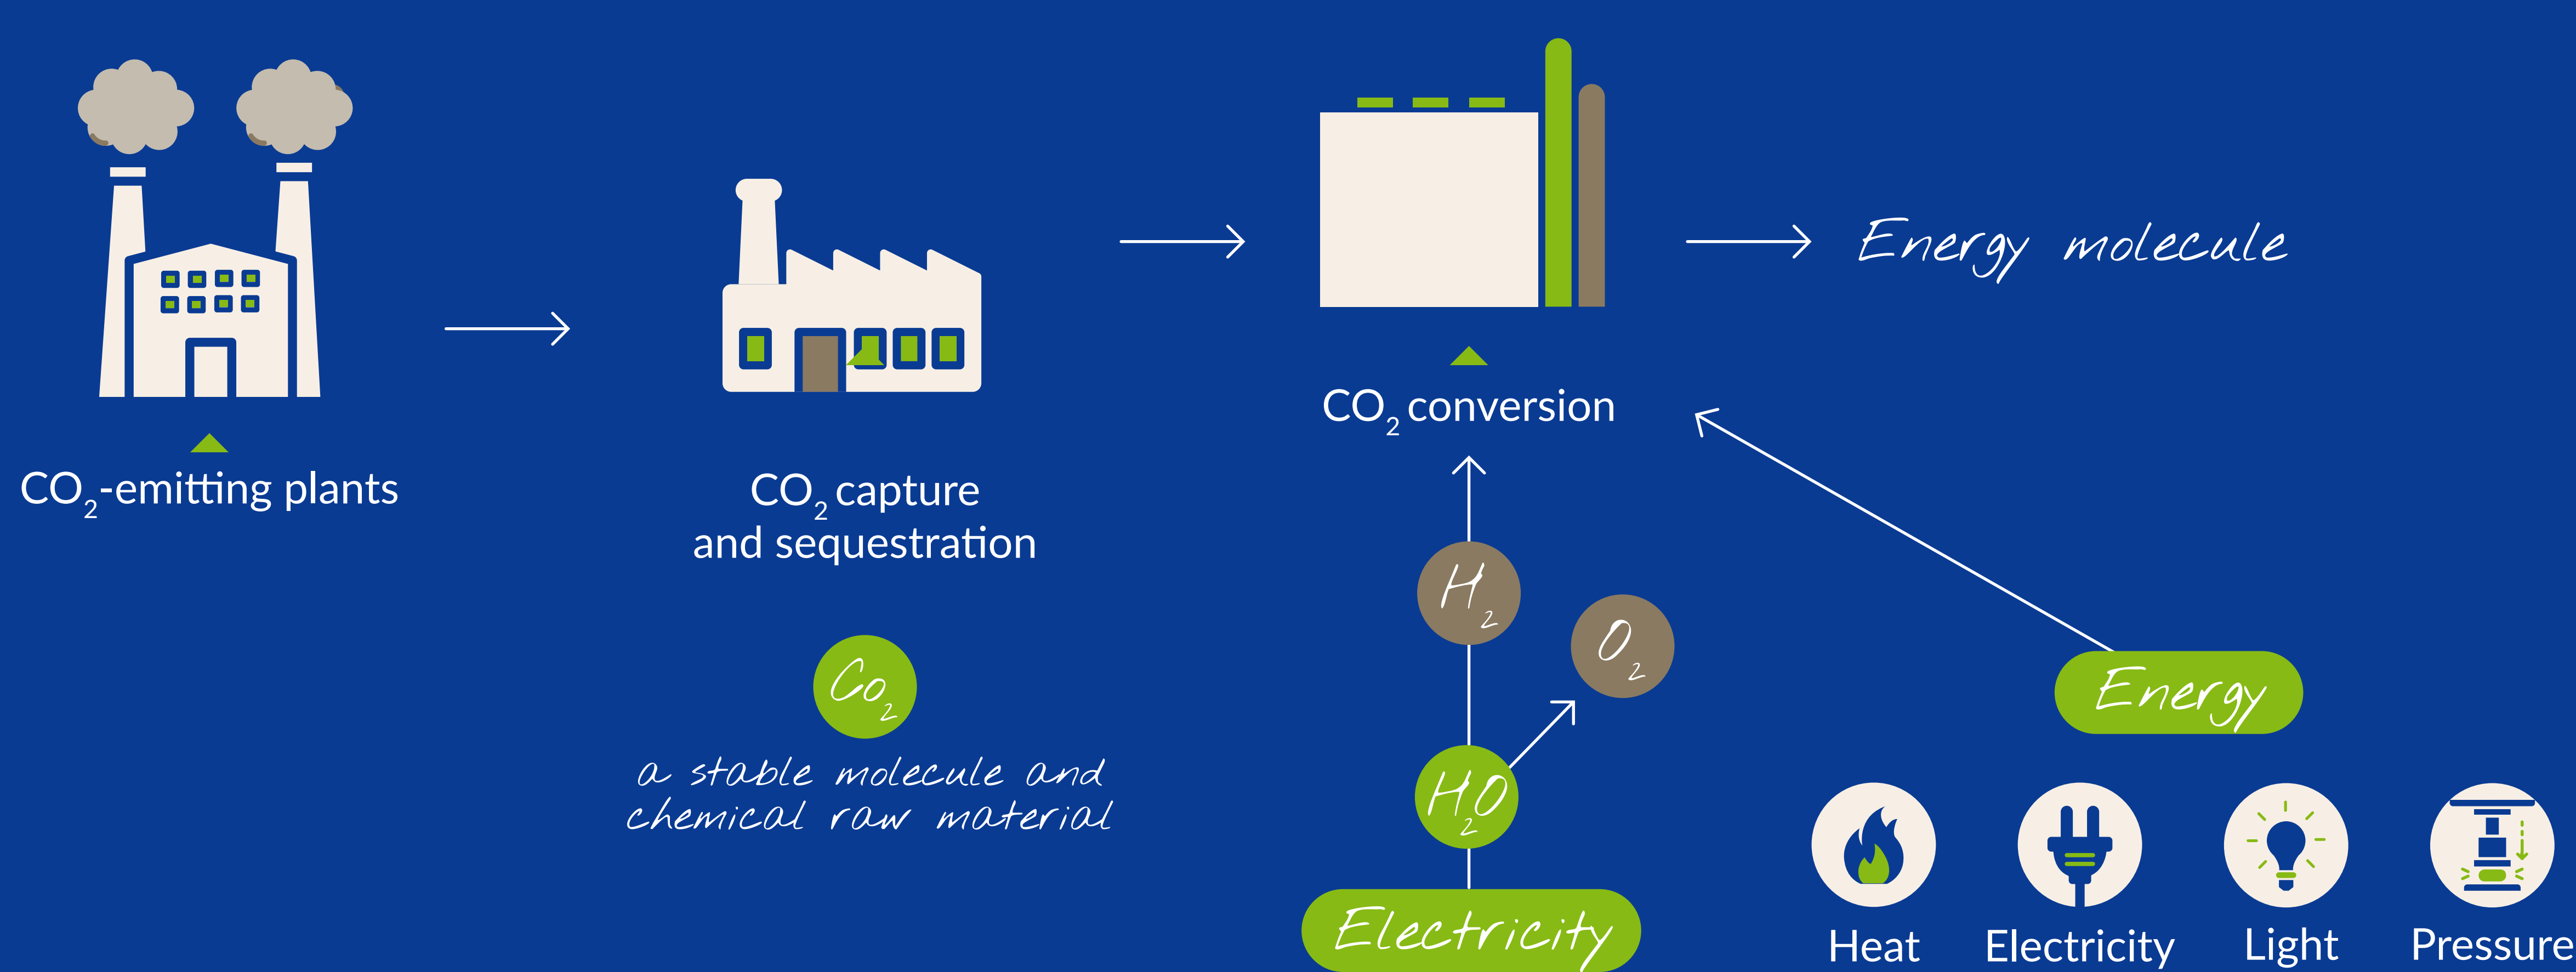 CO₂-emitting plants
CO₂ capture
and sequestration
Co₂
a stable molecule and
chemical raw material
CO₂ conversion
Energy molecule
H₂
O₂
H₂O
Electricity
Energy
Heat
Electricity
Light
Pressure